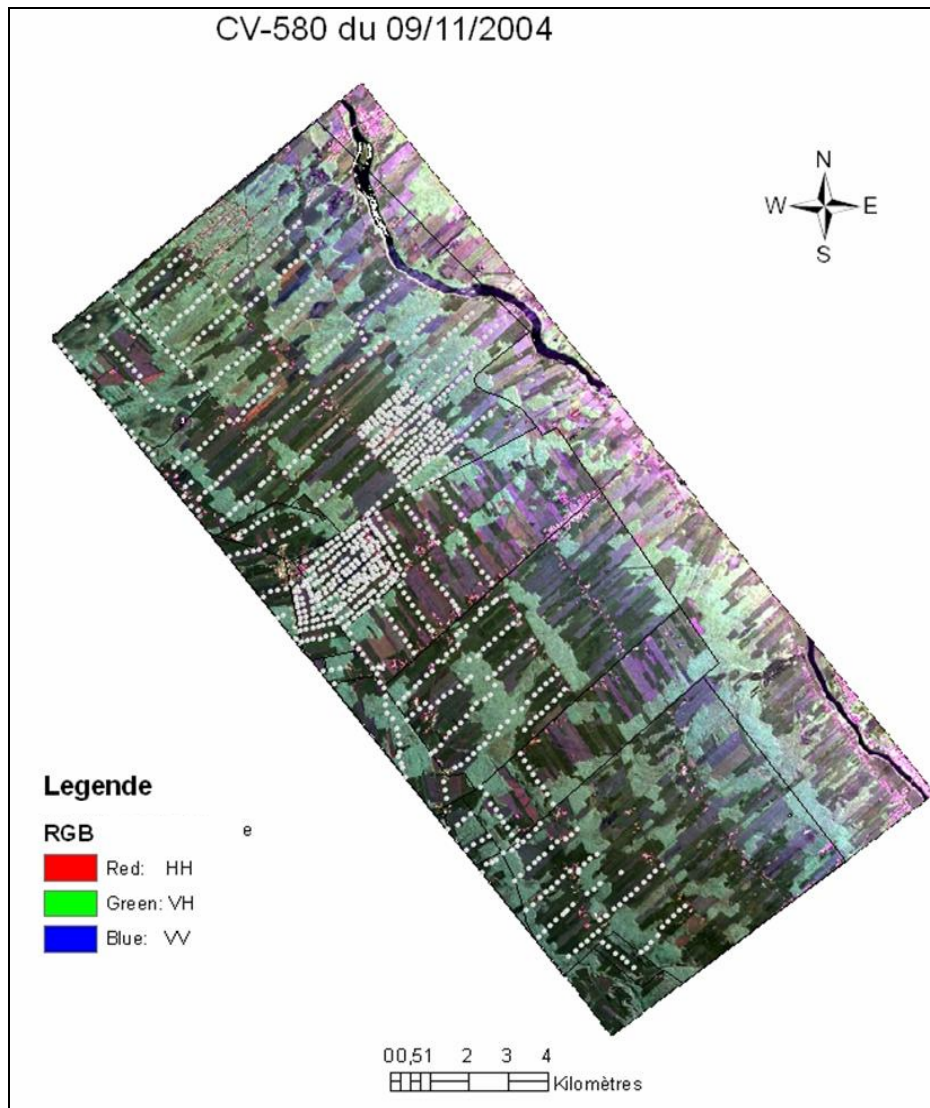 CV-580 du 09/11/2004
N
W E
S
Legende
RGB
e
Red: HH
Green: VH
Blue: VV
00,51 2 3 4
Kilomètres